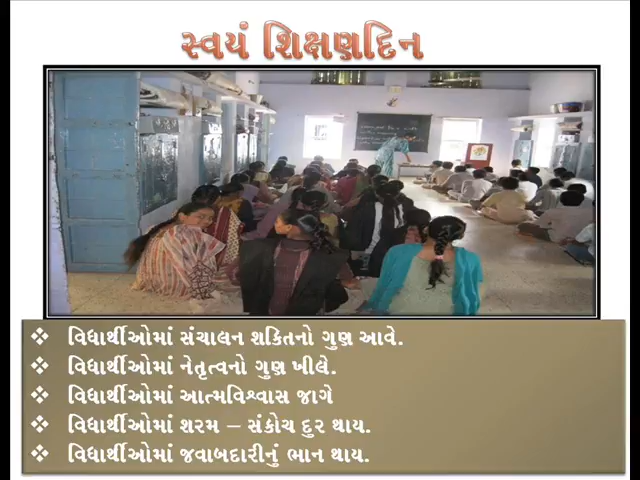 સ્વયં શિક્ષણદિન
❖ વિદ્યાર્થીઓમાં સંચાલન શકિતનો ગુણ આવે.
❖ વિદ્યાર્થીઓમાં નેતૃત્વનો ગુણ ખીલે.
❖ વિદ્યાર્થીઓમાં આત્મવિશ્વાસ જાગે
❖ વિદ્યાર્થીઓમાં શરમ – સંકોચ દુર થાય.
❖ વિદ્યાર્થીઓમાં જવાબદારીનું ભાન થાય.